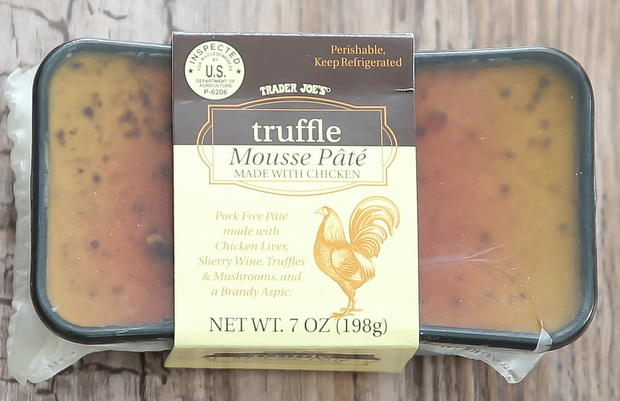 INSPECTED
FOR WHOLESOMENESS
BY
U.S.
DEPARTMENT OF
AGRICULTURE
P-6206
Perishable,
Keep Refrigerated
TRADER JOE'S
truffle
Mousse Pâté
MADE WITH CHICKEN
Pork Free Pâté
made with
Chicken Liver,
Sherry Wine, Truffles
& Mushrooms, and
a Brandy Aspic.
NET WT. 7 OZ (198g)